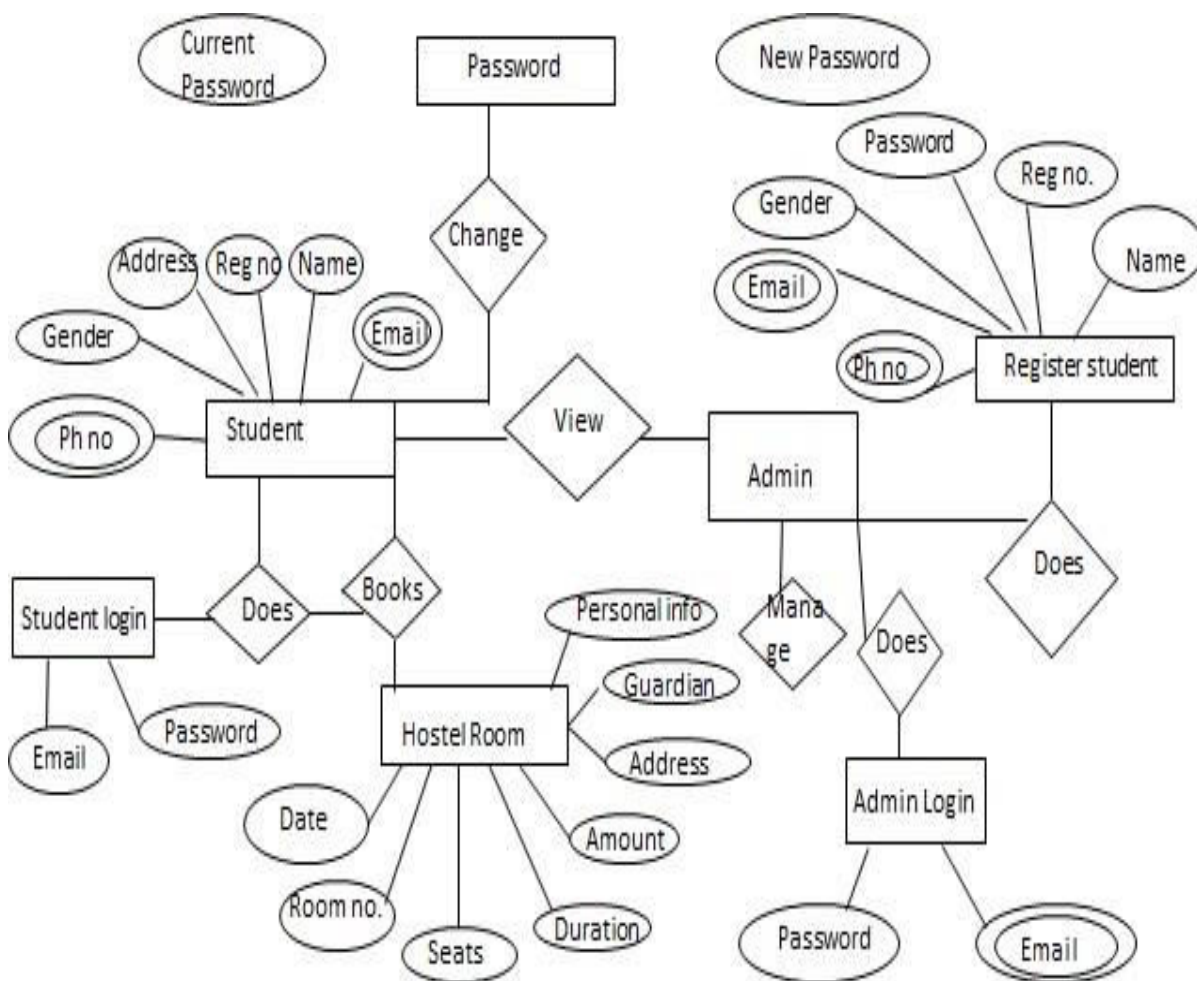 Current
Password
Password
New Password
Password
Reg no.
Gender
Name
Email
Ph no
Register student
Change
Address
Reg no
Name
Email
Gender
Ph no
Student
View
Admin
Does
Books
Does
Student login
Mana
ge
Does
Personal info
Guardian
Hostel Room
Address
Email
Password
Date
Amount
Room no.
Duration
Seats
Admin Login
Password
Email